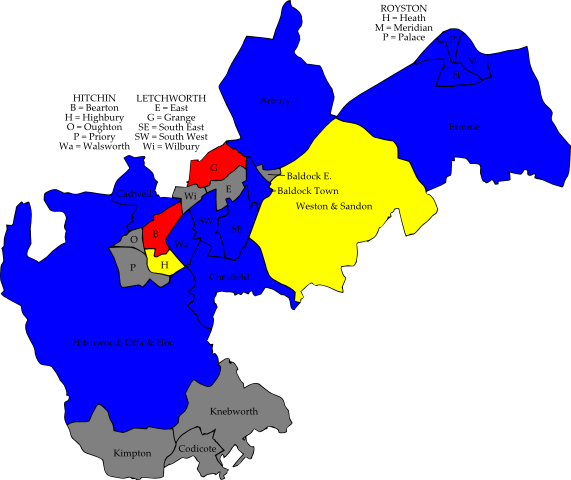 ROYSTON
H = Heath
M = Meridian
P = Palace
HITCHIN
B = Bearton
H = Highbury
O = Oughton
P = Priory
Wa = Walsworth
LETCHWORTH
E = East
G = Grange
SE = South East
SW = South West
Wi = Wilbury
P
M
H
Arbury
Ermine
G
Baldock E.
E
Baldock Town
Cadwell
Wi
Weston & Sandon
SW
SE
B
O
Wa
P
H
Chesfield
Hitchwood, Offa & Hoo
Knebworth
Codicote
Kimpton